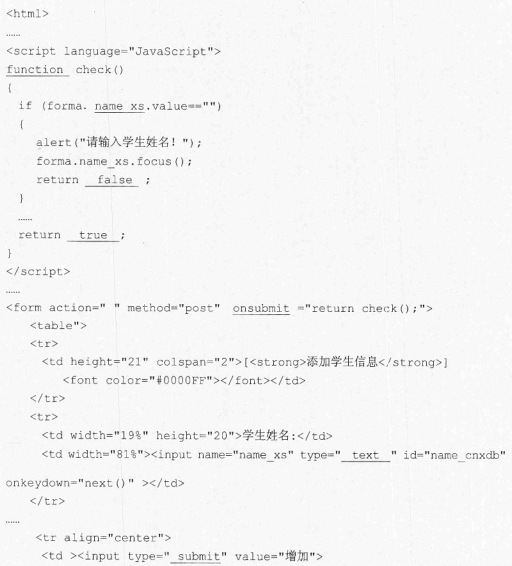 <html>
……
<script language="JavaScript">
function check()
{
if (forma. name_xs.value=="")
{
alert("请输入学生姓名！");
forma.name_xs.focus();
return false ;
}
……
return true ;
}
</script>
……
<form action=" " method="post" onsubmit ="return check();">
<table">
<tr>
<td height="21" colspan="2">[<strong>添加学生信息</strong>]
<font color="#0000FF"></font></td>
</tr>
<tr>
<td width="19%" height="20">学生姓名:</td>
<td width="81%"><input name="name_xs" type=" text " id="name_cnxdb"
onkeydown="next()" ></td>
</tr>
……
<tr align="center">
<td ><input type=" submit" value="增加">